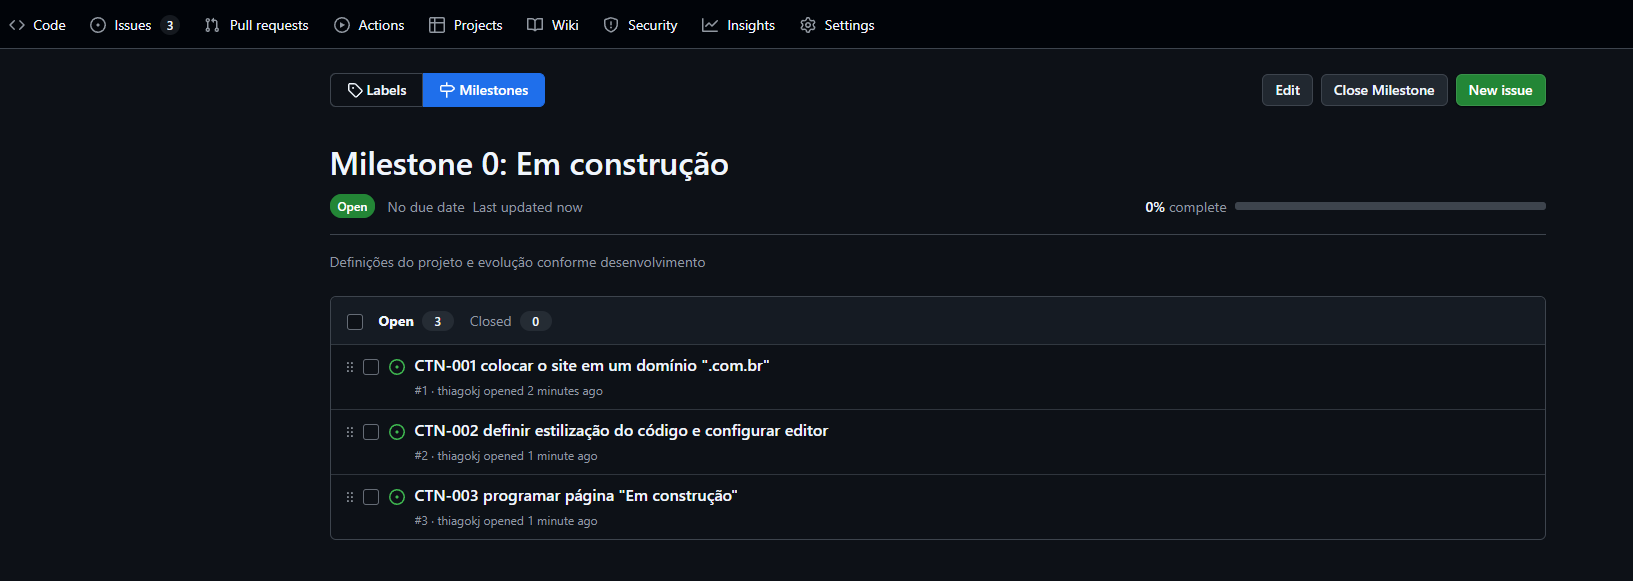 Code Issues 3 Pull requests Actions Projects Wiki Security Insights Settings
Labels Milestones Edit Close Milestone New issue
Milestone 0: Em construção
Open No due date Last updated now 0% complete
Definições do projeto e evolução conforme desenvolvimento
Open 3 Closed 0
CTN-001 colocar o site em um domínio ".com.br"
#1 · thiagokj opened 2 minutes ago
CTN-002 definir estilização do código e configurar editor
#2 · thiagokj opened 1 minute ago
CTN-003 programar página "Em construção"
#3 · thiagokj opened 1 minute ago